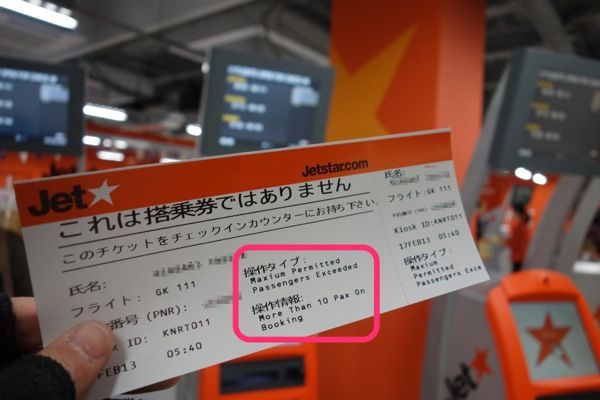 Jetstar.com
Jet
これは搭乗券ではありません
このチケットをチェックインカウンターにお持ち下さい.
氏名:
フライト: GK 111
番号 (PNR):
ID: KNRT011
FEB13 05:40
操作タイプ:
Maxium Permitted
Passengers Exceeded
操作情報:
More Than 10 Pax On
Booking
氏名:
フライト:GK 111
(PNR):
Kiosk ID:KNRT011
17FEB13 05:40
操作タイプ:
Maxium
Permitted
Passengers Exce
Jet